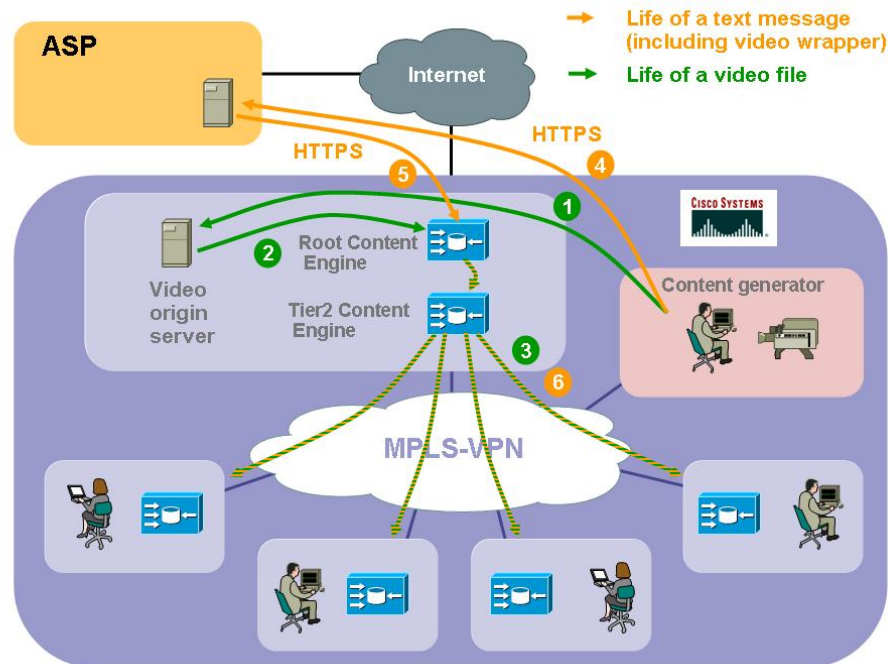 ASP
Life of a text message
(including video wrapper)
Internet
Life of a video file
HTTPS
HTTPS
4
5
1
CISCO SYSTEMS
2
Root Content
Engine
Content generator
Video
origin
server
Tier2 Content
Engine
3
6
MPLS-VPN